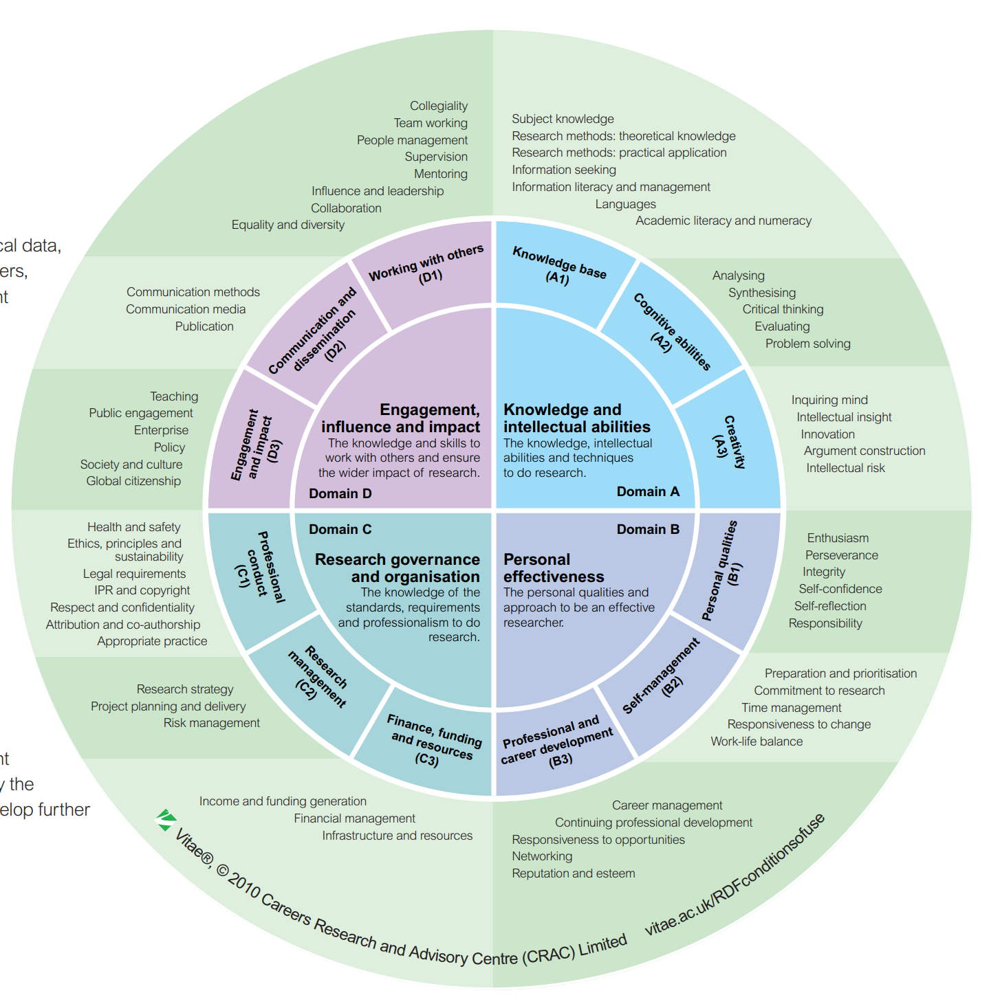 Collegiality
Team working
People management
Supervision
Mentoring
Influence and leadership
Collaboration
Equality and diversity
Subject knowledge
Research methods: theoretical knowledge
Research methods: practical application
Information seeking
Information literacy and management
Languages
Academic literacy and numeracy
cal data,
ers,
nt
Communication methods
Communication media
Publication
Working with others
(D1)
Knowledge base
(A1)
Communication and
dissemination
(D2)
Cognitive abilities
(A2)
Analysing
Synthesising
Critical thinking
Evaluating
Problem solving
Teaching
Public engagement
Enterprise
Policy
Society and culture
Global citizenship
Engagement
and impact
(D3)
Engagement,
influence and impact
The knowledge and skills to
work with others and ensure
the wider impact of research.
Domain D
Knowledge and
intellectual abilities
The knowledge, intellectual
abilities and techniques
to do research.
Domain A
Creativity
(A3)
Inquiring mind
Intellectual insight
Innovation
Argument construction
Intellectual risk
Health and safety
Ethics, principles and
sustainability
Legal requirements
IPR and copyright
Respect and confidentiality
Attribution and co-authorship
Appropriate practice
Professional
conduct
(C1)
Domain C
Research governance
and organisation
The knowledge of the
standards, requirements
and professionalism to do
research.
Domain B
Personal
effectiveness
The personal qualities and
approach to be an effective
researcher.
Personal qualities
(B1)
Enthusiasm
Perseverance
Integrity
Self-confidence
Self-reflection
Responsibility
Research strategy
Project planning and delivery
Risk management
Research
management
(C2)
Self-management
(B2)
Preparation and prioritisation
Commitment to research
Time management
Responsiveness to change
Work-life balance
Finance, funding
and resources
(C3)
Professional and
career development
(B3)
nt
y the
elop further
Income and funding generation
Financial management
Infrastructure and resources
Career management
Continuing professional development
Responsiveness to opportunities
Networking
Reputation and esteem
Vitae®, © 2010 Careers Research and Advisory Centre (CRAC) Limited vitae.ac.uk/RDFconditionsofuse